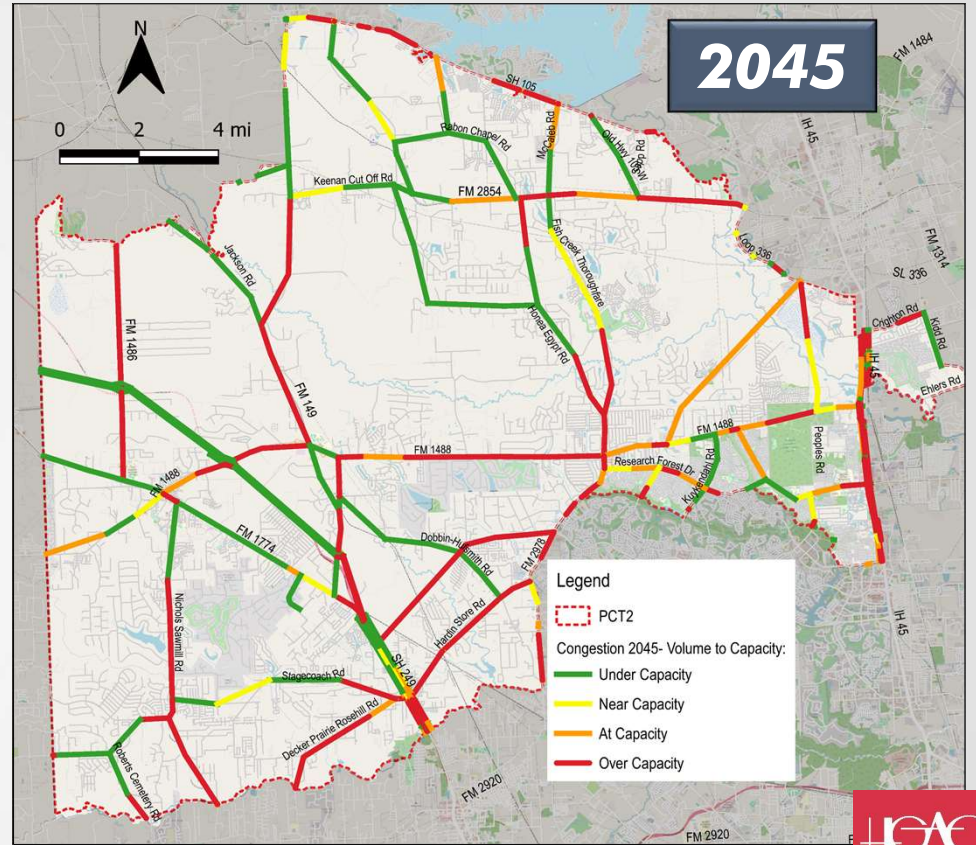 2045
N
0 2 4 mi
FM 1484
IH 45
SH 105
McCaleb Rd
Old Hwy 105 W
Rabon Chapel Rd
Keenan Cut Off Rd
FM 2854
Fish Creek Thoroughfare
Loop 336
FM 1314
SL 336
Jackson Rd
Honea Egypt Rd
Crighton Rd
Kidd Rd
IH 45
Ehlers Rd
FM 1486
FM 149
FM 1488
FM 1488
Peoples Rd
Research Forest Dr
Kuykendahl Rd
FM 1488
FM 1774
Dobbin-Hufsmith Rd
FM 2978
Nichols Sawmill Rd
Hardin Store Rd
IH 45
SH 249
Stagecoach Rd
Decker Prairie Rosehill Rd
Roberts Cemetery Rd
FM 2920
FM 2920
Legend
PCT2
Congestion 2045- Volume to Capacity:
Under Capacity
Near Capacity
At Capacity
Over Capacity